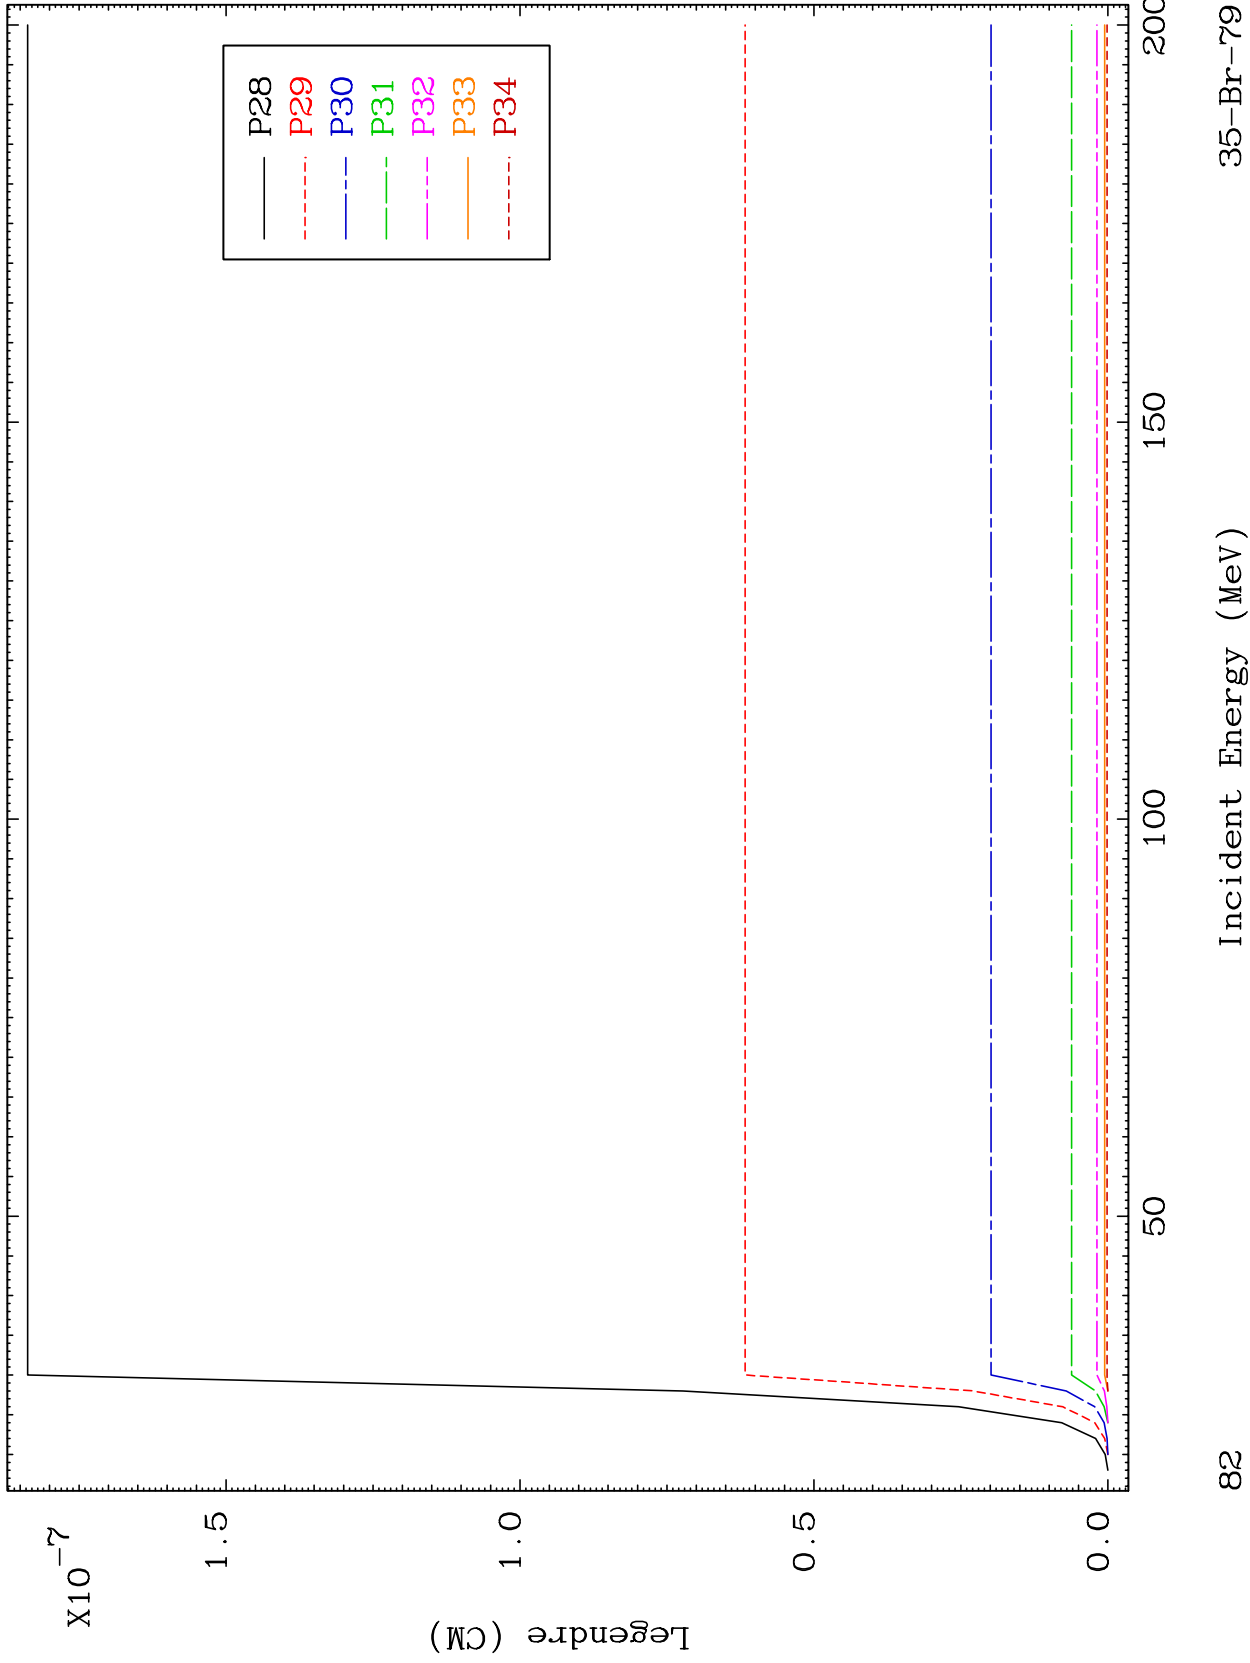 X10-7
1.5
1.0
0.5
0.0
Legendre (CM)
P28
P29
P30
P31
P32
P33
P34
50
100
150
200
Incident Energy (MeV)
82
35-Br-79